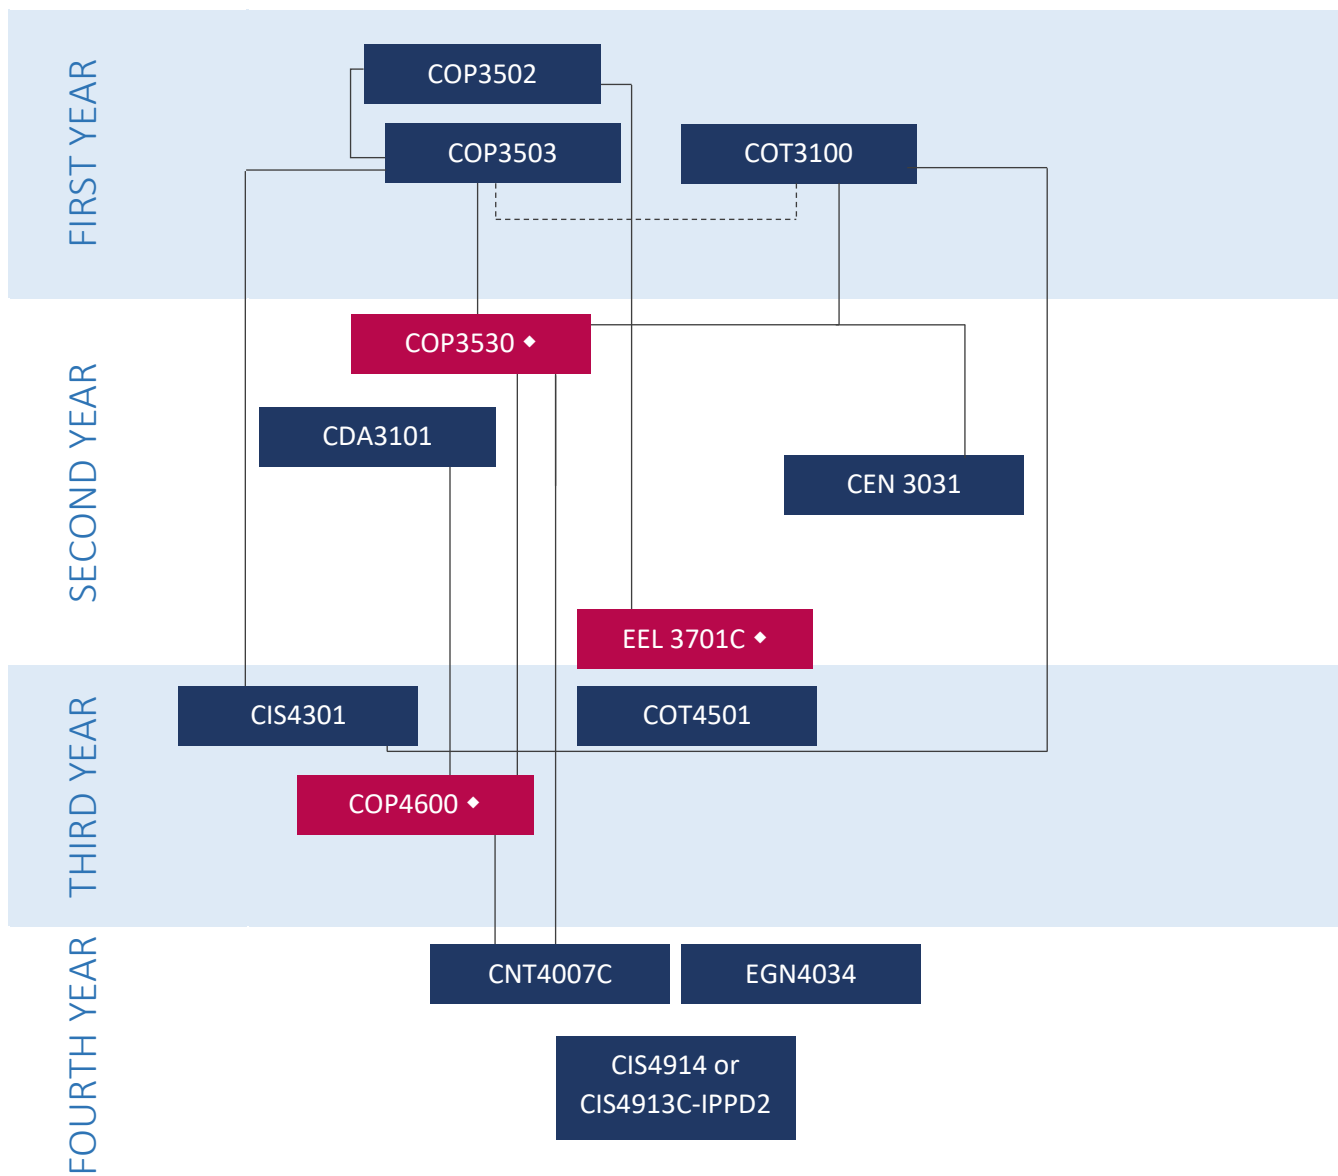 FIRST YEAR
COP3502
COP3503
COT3100
SECOND YEAR
COP3530 ◆
CDA3101
CEN 3031
EEL 3701C ◆
THIRD YEAR
CIS4301
COT4501
COP4600 ◆
FOURTH YEAR
CNT4007C
EGN4034
CIS4914 or
CIS4913C-IPPD2